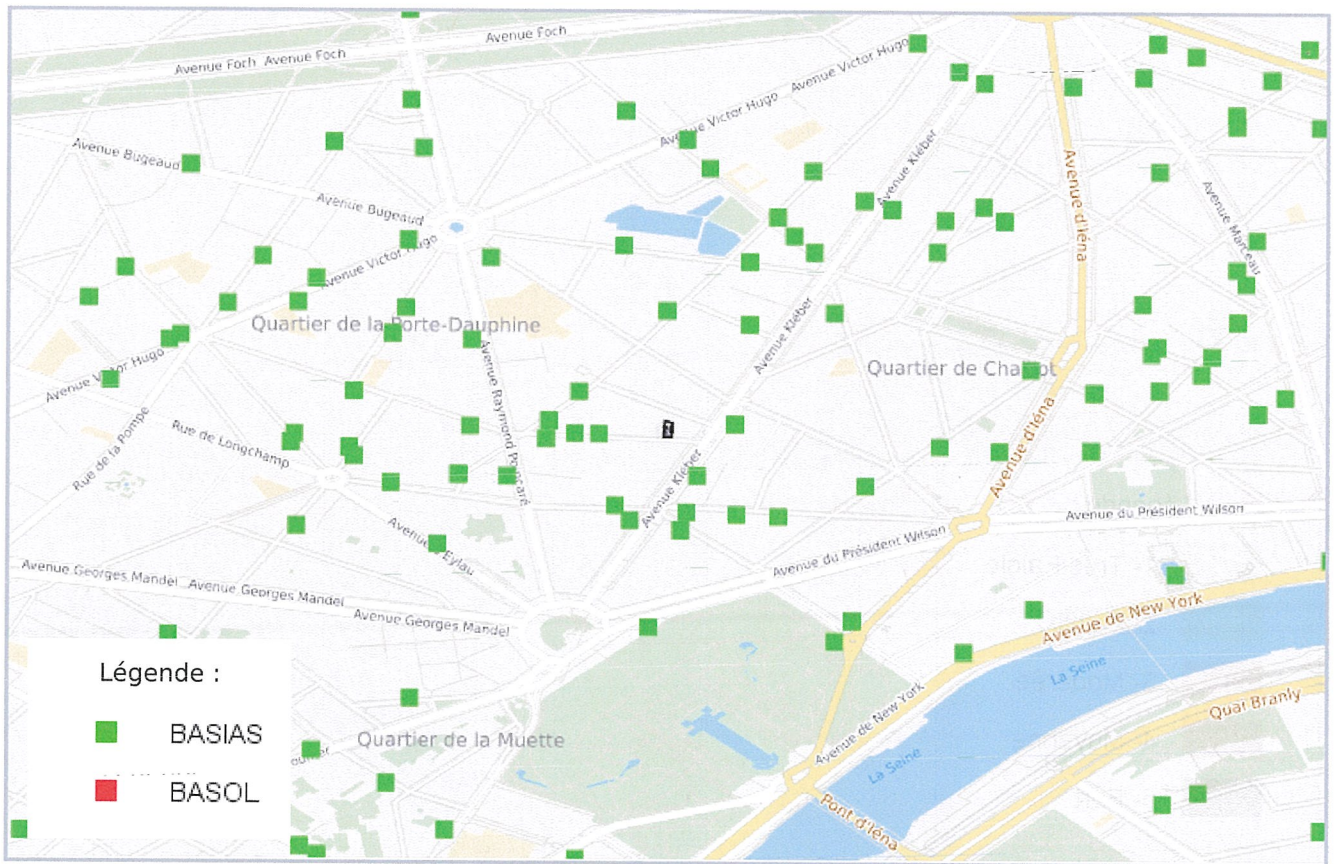 Avenue Foch
Avenue Foch Avenue Foch
Avenue Victor Hugo
Avenue Victor Hugo
Avenue Bugeaud
Avenue Kléber
Avenue d'Iéna
Avenue Marceau
Avenue Bugeaud
Avenue Victor Hugo
Quartier de la Porte-Dauphine
Avenue Kléber
Avenue Victor Hugo
Avenue Raymond Poincaré
Quartier de Chaillot
Rue de la Pompe
Rue de Longchamp
Avenue Kléber
Avenue d'Iéna
Avenue d'Eylau
Avenue du Président Wilson
Avenue du Président Wilson
Avenue Georges Mandel Avenue Georges Mandel
Avenue Georges Mandel
Avenue de New York
La Seine
Légende :
BASIAS
BASOL
Quartier de la Muette
Avenue de New York
La Seine
Quai Branly
Pont d'Iéna